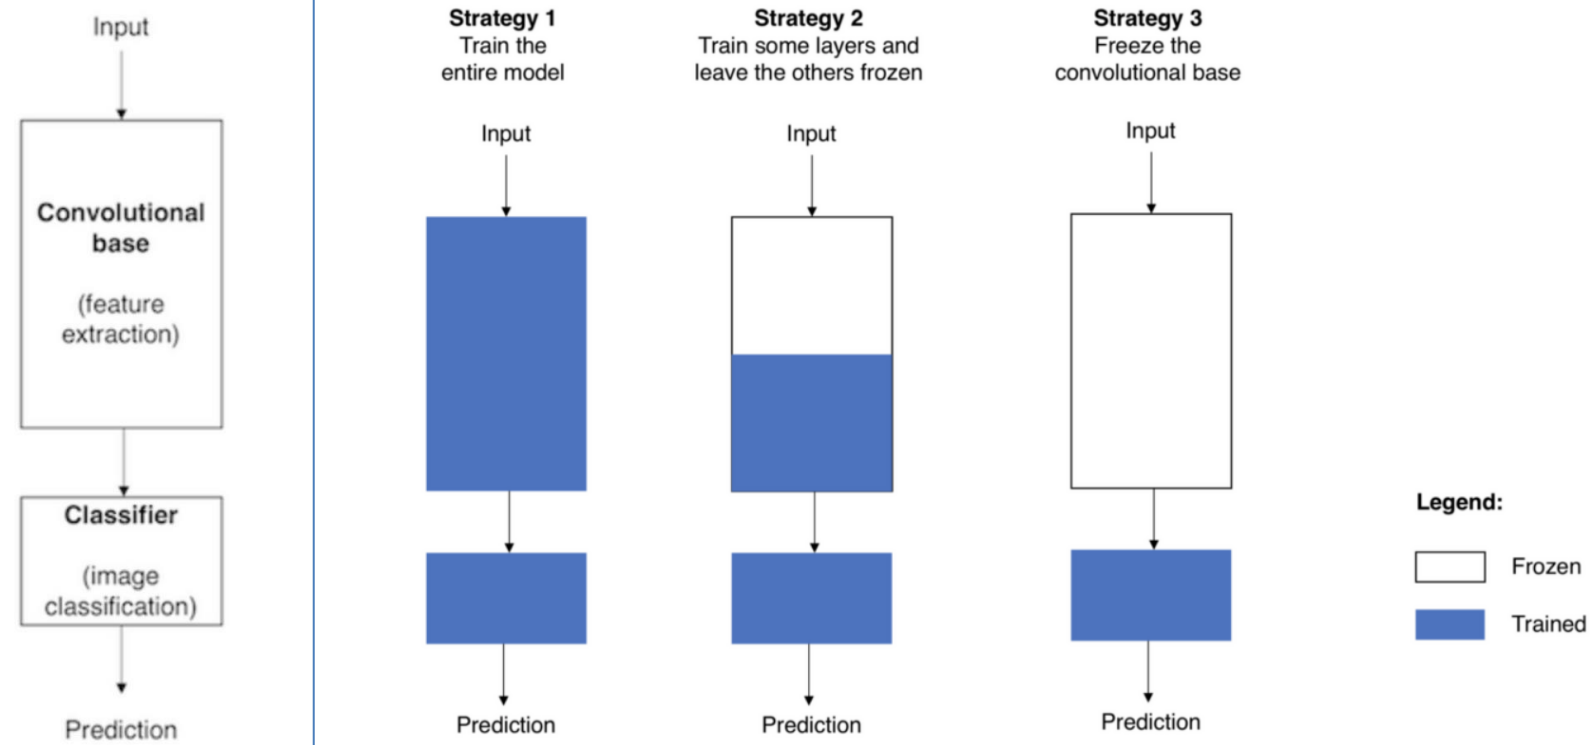 Input
Convolutional
base
(feature
extraction)
Classifier
(image
classification)
Prediction
Strategy 1
Train the
entire model
Input
Prediction
Strategy 2
Train some layers and
leave the others frozen
Input
Prediction
Strategy 3
Freeze the
convolutional base
Input
Prediction
Legend:
Frozen
Trained